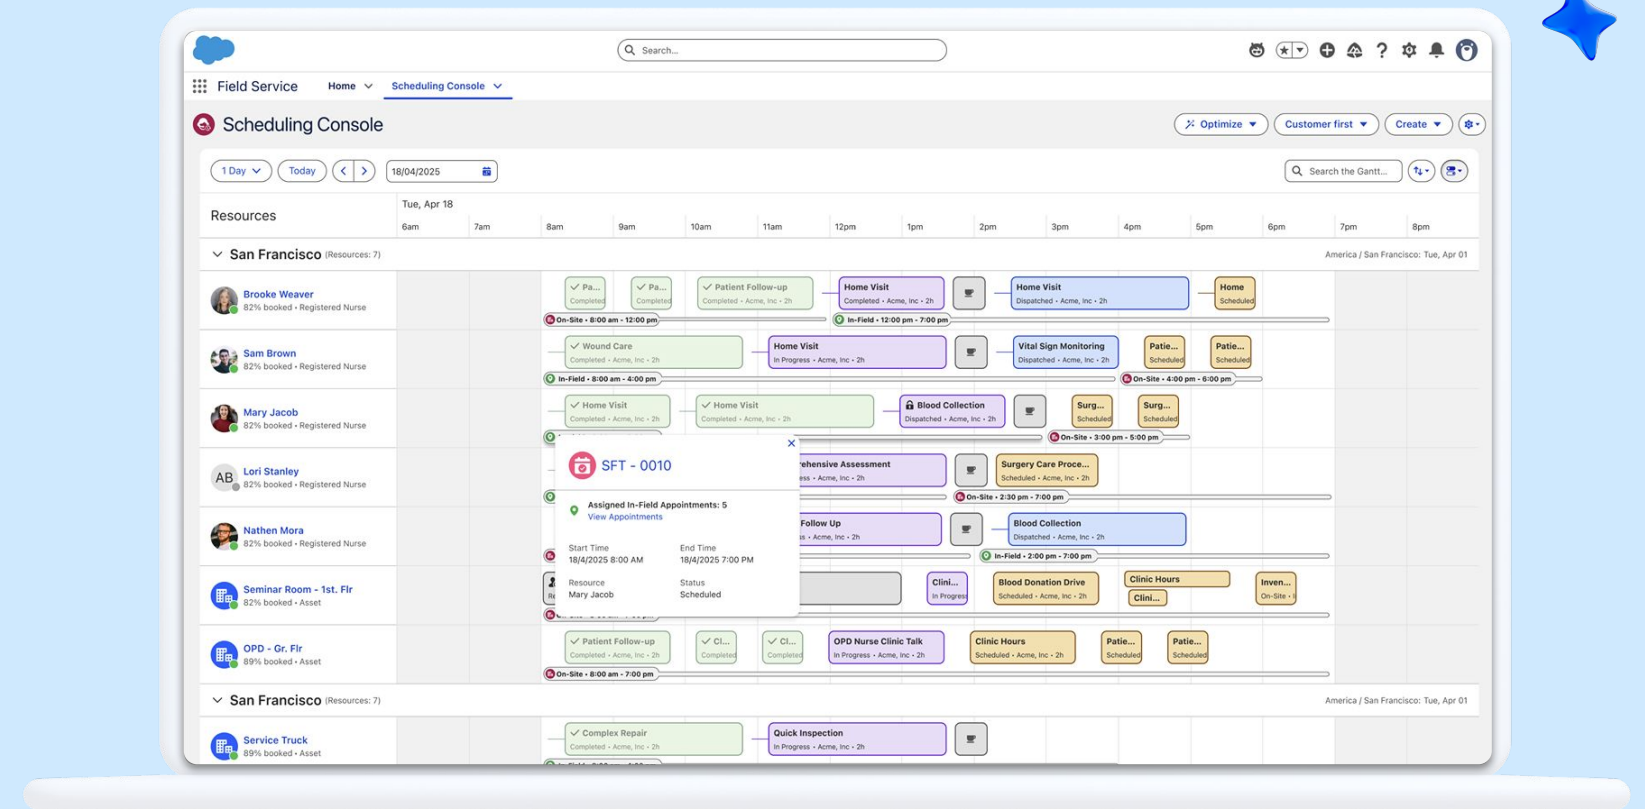 Search...
Field Service Home Scheduling Console
Scheduling Console Optimize Customer first Create
1 Day Today 18/04/2025 Search the Gantt...
Resources
Tue, Apr 18
6am 7am 8am 9am 10am 11am 12pm 1pm 2pm 3pm 4pm 5pm 6pm 7pm 8pm
San Francisco (Resources: 7) America / San Francisco: Tue, Apr 01
Brooke Weaver
82% booked • Registered Nurse
Pa... Pa... Patient Follow-up Home Visit Home Visit Home
Completed Completed Completed • Acme, Inc • 2h Completed • Acme, Inc • 2h Dispatched • Acme, Inc • 2h Scheduled
On-Site • 8:00 am - 12:00 pm In-Field • 12:00 pm - 7:00 pm
Sam Brown
82% booked • Registered Nurse
Wound Care Home Visit Vital Sign Monitoring Patie... Patie...
Completed • Acme, Inc • 2h In Progress • Acme, Inc • 2h Dispatched • Acme, Inc • 2h Scheduled Scheduled
In-Field • 8:00 am - 4:00 pm On-Site • 4:00 pm - 6:00 pm
Mary Jacob
82% booked • Registered Nurse
Home Visit Home Visit Blood Collection Surg... Surg...
Completed • Acme, Inc • 2h Completed • Acme, Inc • 2h Dispatched • Acme, Inc • 2h Scheduled Scheduled
On-Site • 3:00 pm - 5:00 pm
AB
Lori Stanley
82% booked • Registered Nurse
hensive Assessment Surgery Care Proce...
ess • Acme, Inc • 2h Scheduled • Acme, Inc • 2h
On-Site • 2:30 pm - 7:00 pm
SFT - 0010
Assigned In-Field Appointments: 5
View Appointments
Start Time End Time
18/4/2025 8:00 AM 18/4/2025 7:00 PM
Resource Status
Mary Jacob Scheduled
Nathen Mora
82% booked • Registered Nurse
Follow Up Blood Collection
s • Acme, Inc • 2h Dispatched • Acme, Inc • 2h
In-Field • 2:00 pm - 7:00 pm
Seminar Room - 1st. Flr
82% booked • Asset
Clini... Blood Donation Drive Clinic Hours Inven...
In Progress Scheduled • Acme, Inc • 2h Clini... On-Site
OPD - Gr. Flr
89% booked • Asset
Patient Follow-up Cl... Cl... OPD Nurse Clinic Talk Clinic Hours Patie... Patie...
Completed • Acme, Inc • 2h Completed Completed In Progress • Acme, Inc • 2h Scheduled • Acme, Inc • 2h Scheduled Scheduled
On-Site • 8:00 am - 7:00 pm
San Francisco (Resources: 7) America / San Francisco: Tue, Apr 01
Service Truck
89% booked • Asset
Complex Repair Quick Inspection
Completed • Acme, Inc • 2h In Progress • Acme, Inc • 2h